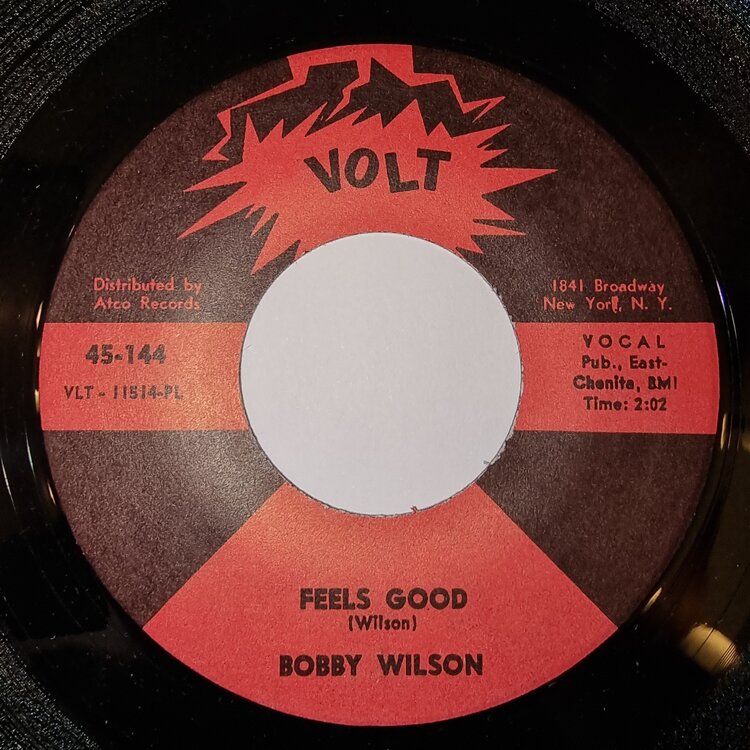 VOLT
Distributed by
Atco Records
1841 Broadway
New York, N. Y.
45-144
VLT - 11514-PL
VOCAL
Pub., East-
Chenita, BMI
Time: 2:02
FEELS GOOD
(Wilson)
BOBBY WILSON